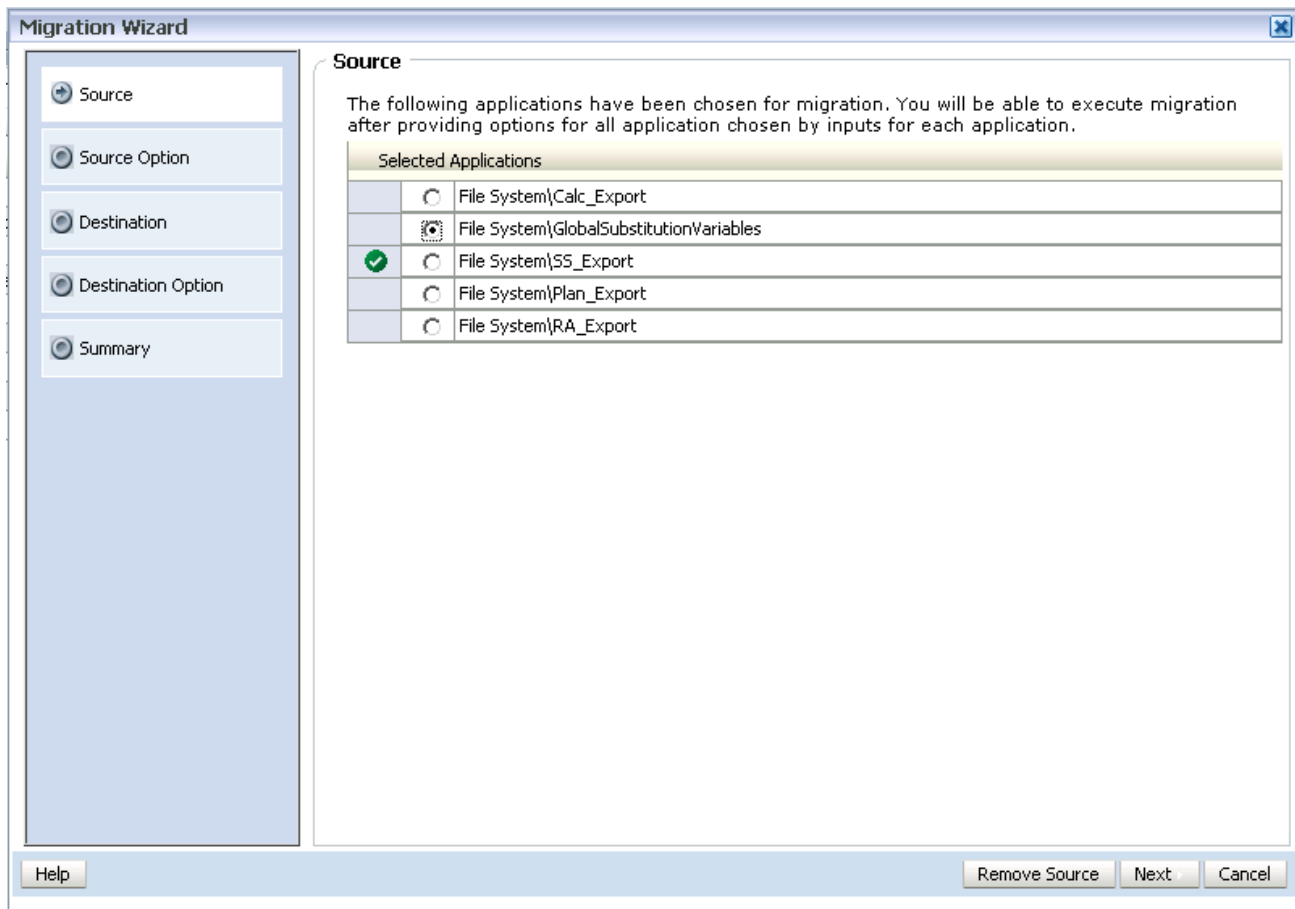 Migration Wizard
Source
Source Option
Destination
Destination Option
Summary
Source
The following applications have been chosen for migration. You will be able to execute migration
after providing options for all application chosen by inputs for each application.
Selected Applications
File System\Calc_Export
File System\GlobalSubstitutionVariables
File System\SS_Export
File System\Plan_Export
File System\RA_Export
Help
Remove Source
Next
Cancel